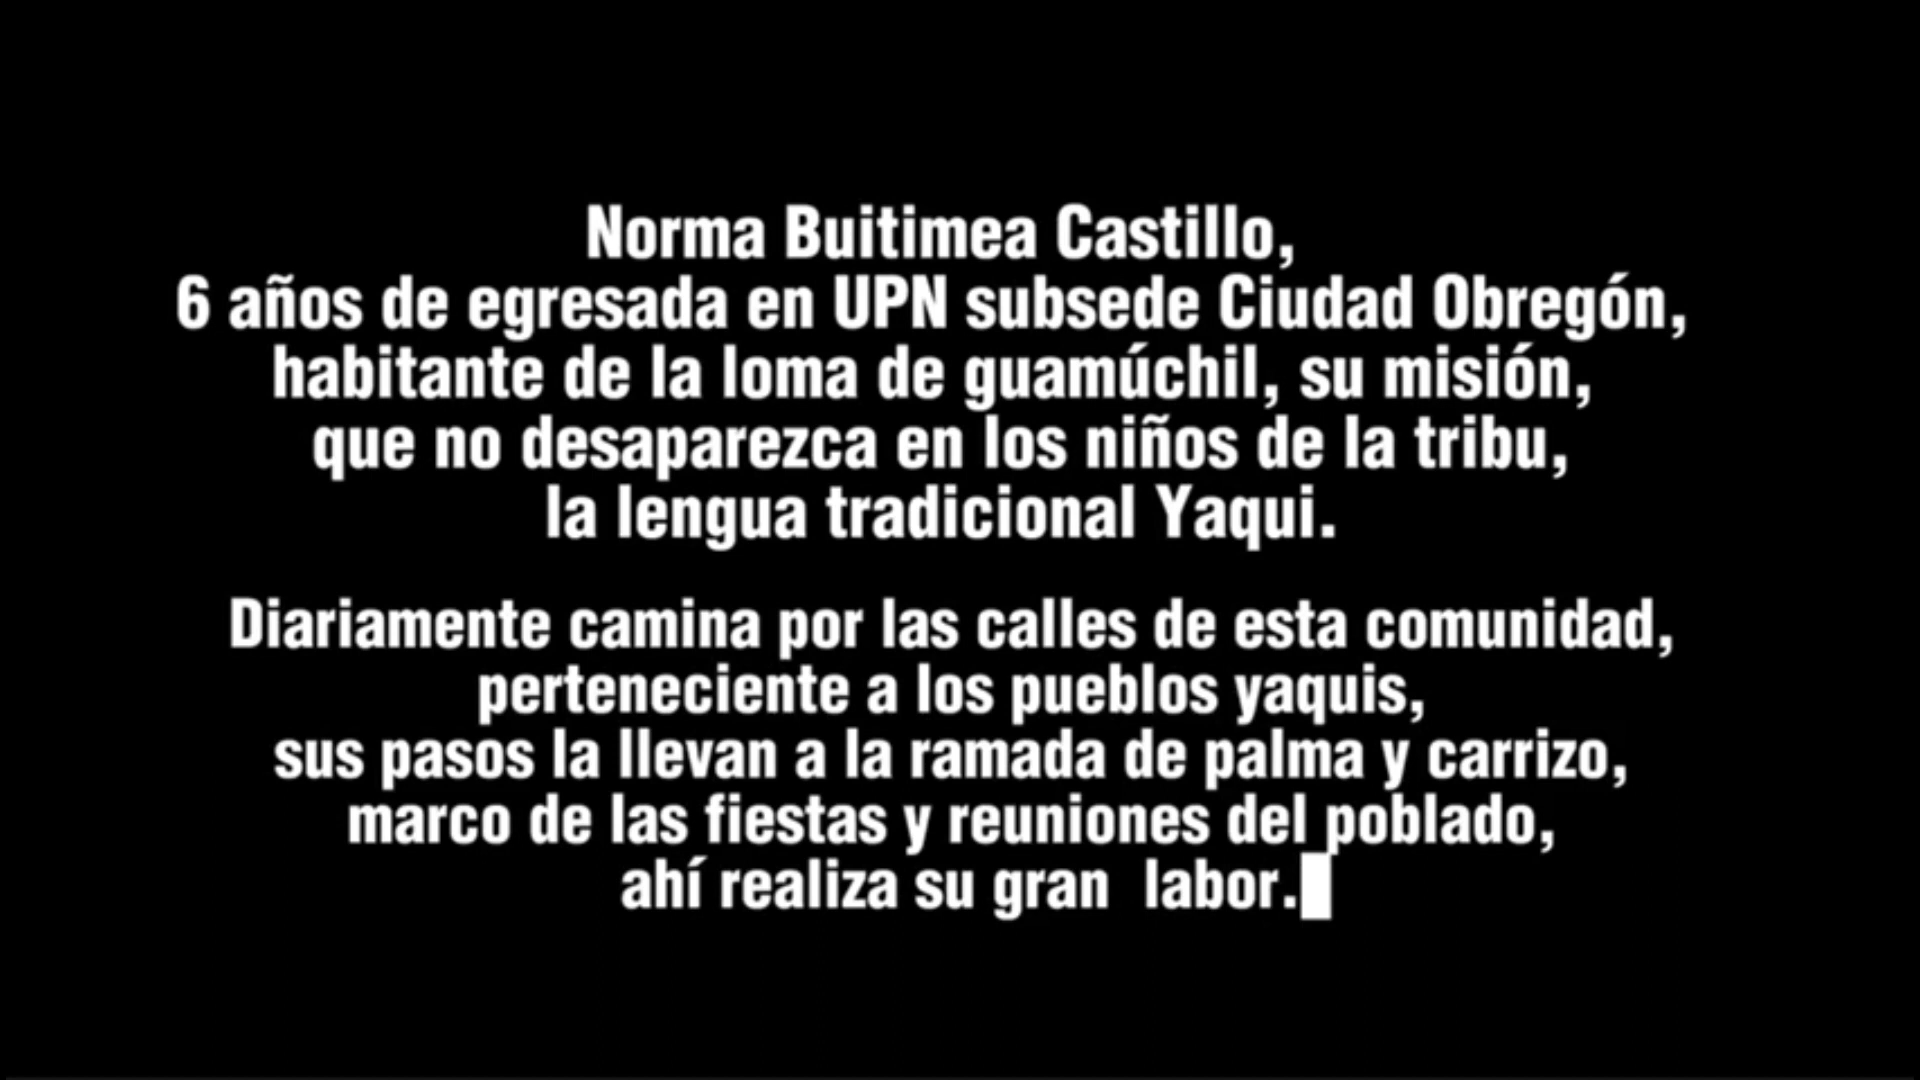 Norma Buitimea Castillo,
6 años de egresada en UPN subsede Ciudad Obregón,
habitante de la loma de guamúchil, su misión,
que no desaparezca en los niños de la tribu,
la lengua tradicional Yaqui.
Diariamente camina por las calles de esta comunidad,
perteneciente a los pueblos yaquis,
sus pasos la llevan a la ramada de palma y carrizo,
marco de las fiestas y reuniones del poblado,
ahí realiza su gran  labor.